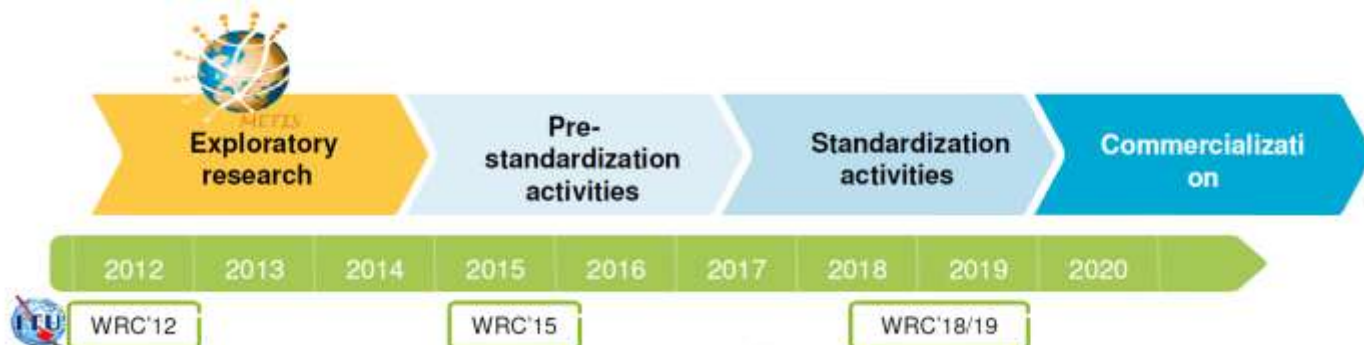 METIS
Exploratory
research
Pre-
standardization
activities
Standardization
activities
Commercializati
on
2012 2013 2014 2015 2016 2017 2018 2019 2020
ITU
WRC'12 WRC'15 WRC'18/19